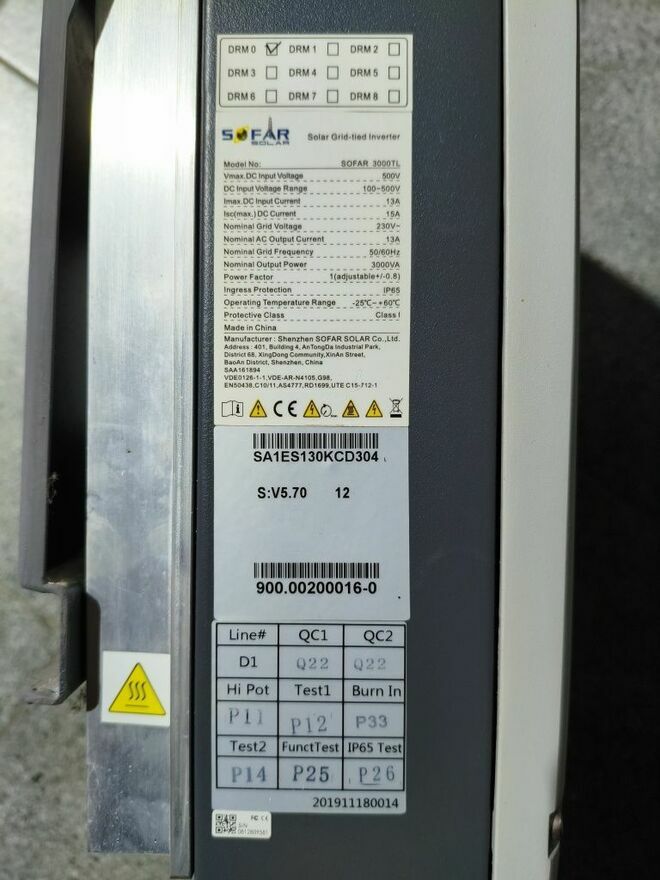 DRM 0 DRM 1 DRM 2
DRM 3 DRM 4 DRM 5
DRM 6 DRM 7 DRM 8
SOFAR
SOLAR
Solar Grid-tied Inverter
Model No: SOFAR 3000TL
Vmax.DC Input Voltage 500V
DC Input Voltage Range 100~500V
Imax.DC Input Current 13A
Isc(max.) DC Current 15A
Nominal Grid Voltage 230V~
Nominal AC Output Current 13A
Nominal Grid Frequency 50/60Hz
Nominal Output Power 3000VA
Power Factor 1(adjustable+/-0.8)
Ingress Protection IP65
Operating Temperature Range -25℃~+60℃
Protective Class Class I
Made in China
Manufacturer : Shenzhen SOFAR SOLAR Co.,Ltd.
Address : 401, Building 4, AnTongDa Industrial Park,
District 68, XingDong Community,XinAn Street,
BaoAn District, Shenzhen, China
SAA161894
VDE0126-1-1,VDE-AR-N4105,G98,
EN50438,C10/11,AS4777,RD1699,UTE C15-712-1
CE
SA1ES130KCD304
S:V5.70 12
900.00200016-0
Line# QC1 QC2
D1 Q22 Q22
Hi Pot Test1 Burn In
P11 P12 P33
Test2 FunctTest IP65 Test
P14 P25 P26
201911180014
FC CE
S/N